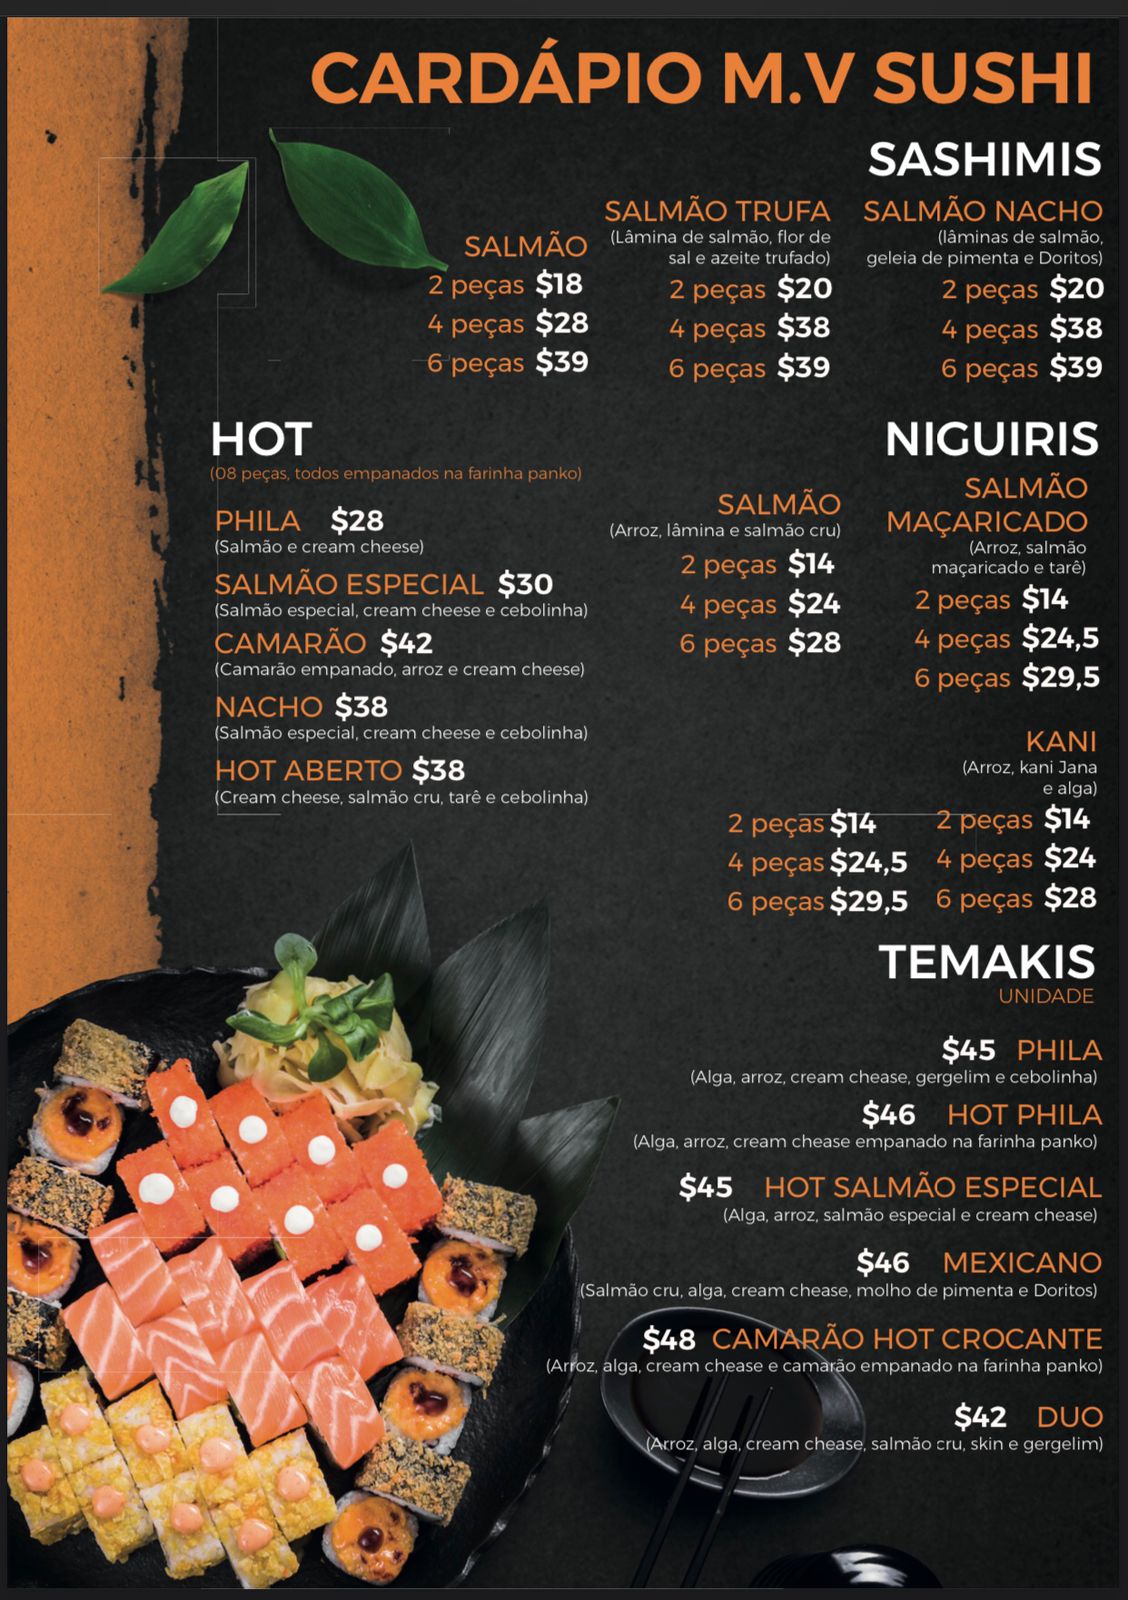 CARDÁPIO M.V SUSHI
SASHIMIS
SALMÃO
2 peças $18
4 peças $28
6 peças $39
SALMÃO TRUFA
(Lâmina de salmão, flor de
sal e azeite trufado)
2 peças $20
4 peças $38
6 peças $39
SALMÃO NACHO
(lâminas de salmão,
geleia de pimenta e Doritos)
2 peças $20
4 peças $38
6 peças $39
HOT
(08 peças, todos empanados na farinha panko)
PHILA $28
(Salmão e cream cheese)
SALMÃO ESPECIAL $30
(Salmão especial, cream cheese e cebolinha)
CAMARÃO $42
(Camarão empanado, arroz e cream cheese)
NACHO $38
(Salmão especial, cream cheese e cebolinha)
HOT ABERTO $38
(Cream cheese, salmão cru, tarê e cebolinha)
NIGUIRIS
SALMÃO
(Arroz, lâmina e salmão cru)
2 peças $14
4 peças $24
6 peças $28
SALMÃO
MAÇARICADO
(Arroz, salmão
maçaricado e tarê)
2 peças $14
4 peças $24,5
6 peças $29,5
KANI
(Arroz, kani Jana
e alga)
2 peças $14
4 peças $24,5
6 peças $29,5
2 peças $14
4 peças $24
6 peças $28
TEMAKIS
UNIDADE
$45 PHILA
(Alga, arroz, cream chease, gergelim e cebolinha)
$46 HOT PHILA
(Alga, arroz, cream chease empanado na farinha panko)
$45 HOT SALMÃO ESPECIAL
(Alga, arroz, salmão especial e cream chease)
$46 MEXICANO
(Salmão cru, alga, cream chease, molho de pimenta e Doritos)
$48 CAMARÃO HOT CROCANTE
(Arroz, alga, cream chease e camarão empanado na farinha panko)
$42 DUO
(Arroz, alga, cream chease, salmão cru, skin e gergelim)